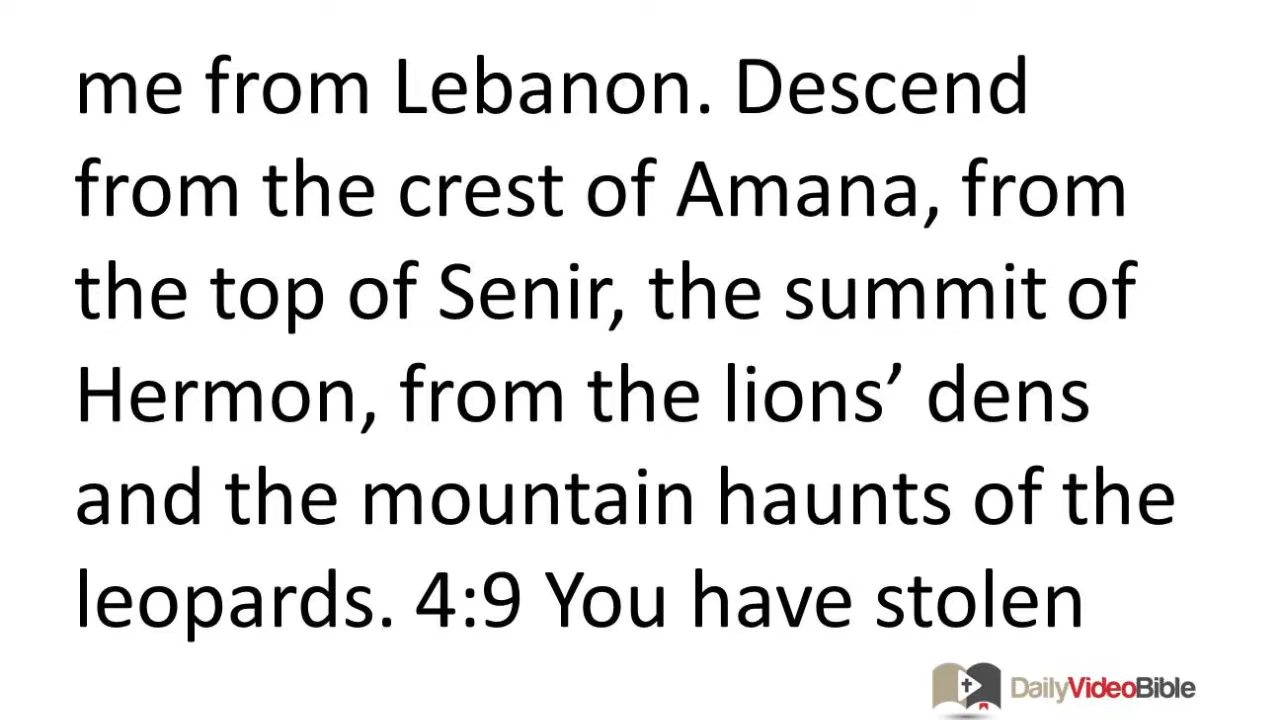 me from Lebanon. Descend
from the crest of Amana, from
the top of Senir, the summit of
Hermon, from the lions’ dens
and the mountain haunts of the
leopards. 4:9 You have stolen
DailyVideoBible